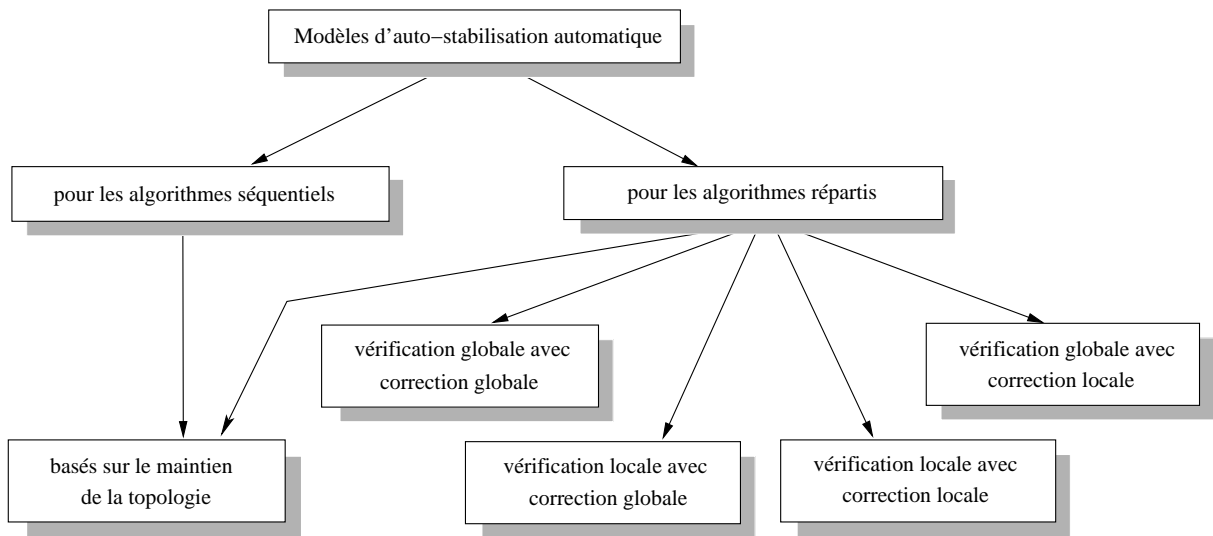 Modèles d'auto−stabilisation automatique
pour les algorithmes séquentiels
pour les algorithmes répartis
vérification globale avec
correction globale
vérification globale avec
correction locale
basés sur le maintien
de la topologie
vérification locale avec
correction globale
vérification locale avec
correction locale